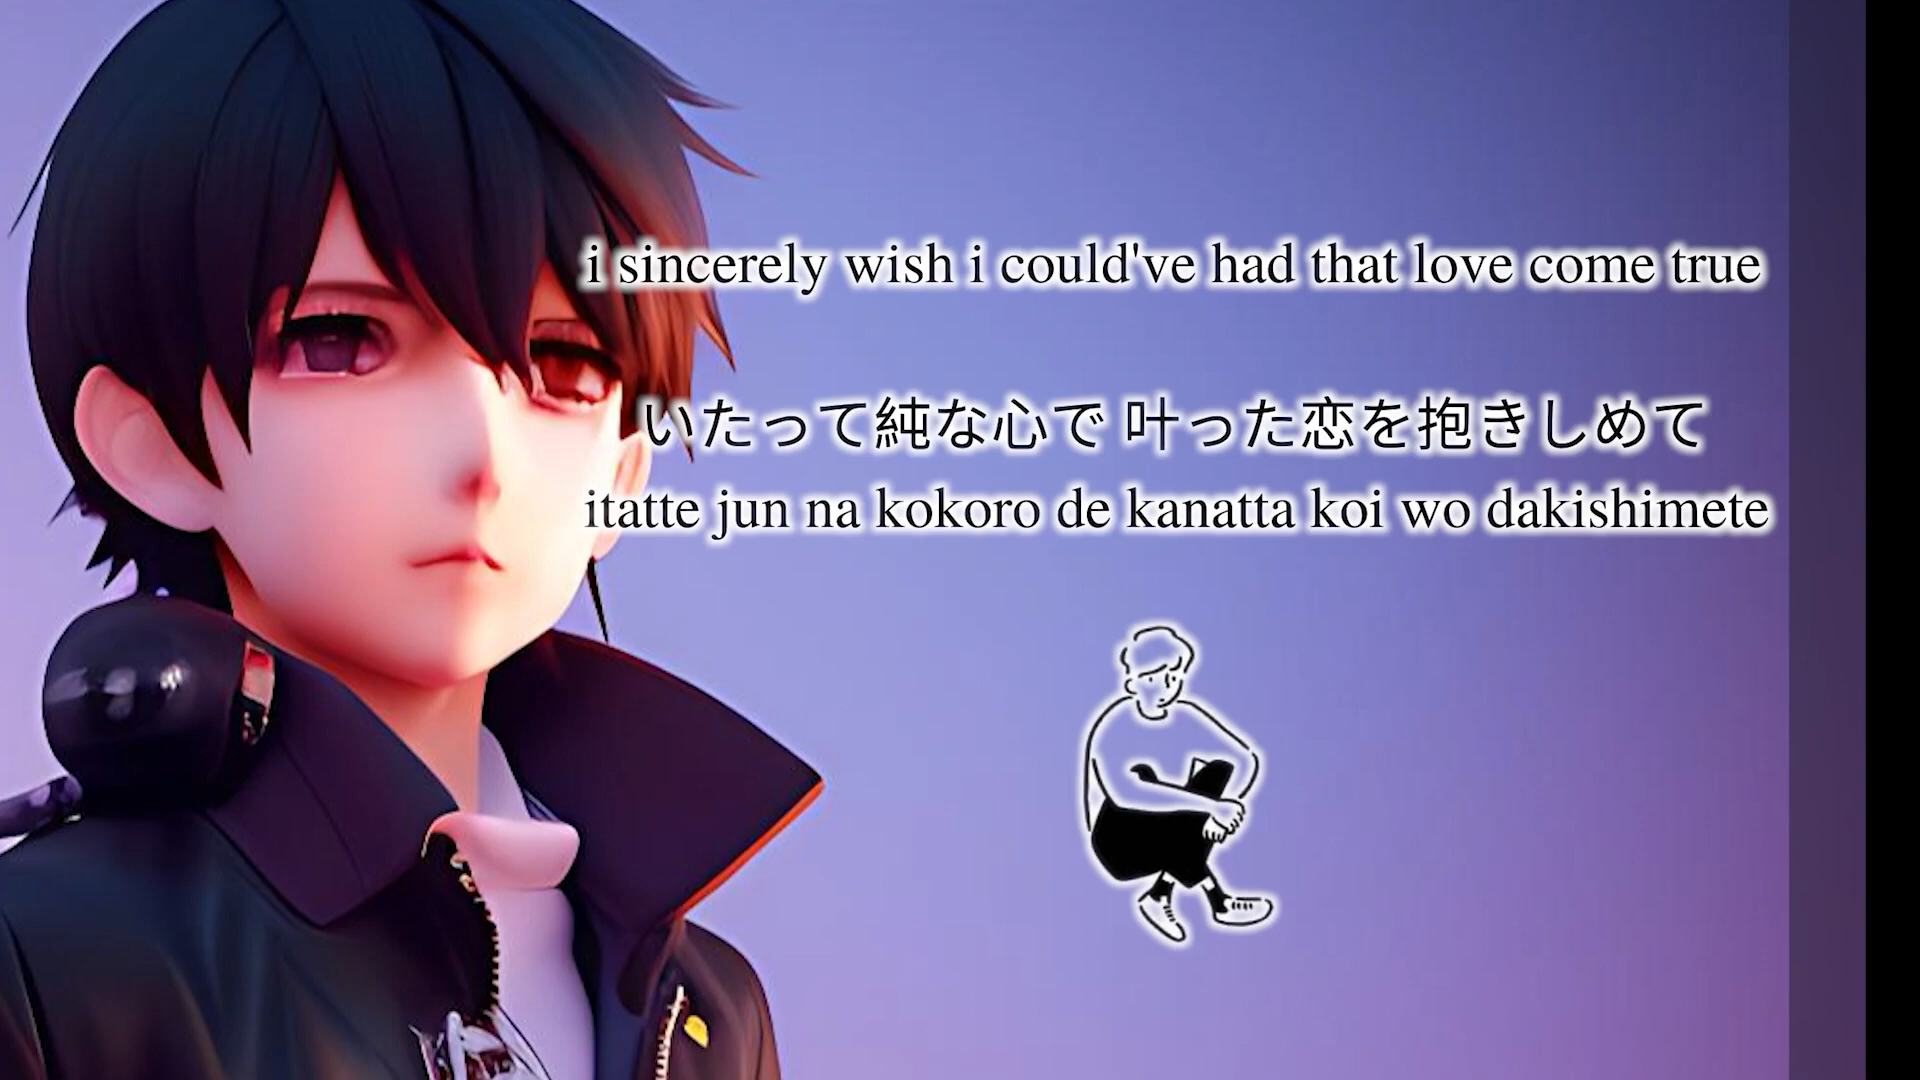 i sincerely wish i could've had that love come true
いたって純な心で 叶った恋を抱きしめて
itatte jun na kokoro de kanatta koi wo dakishimete